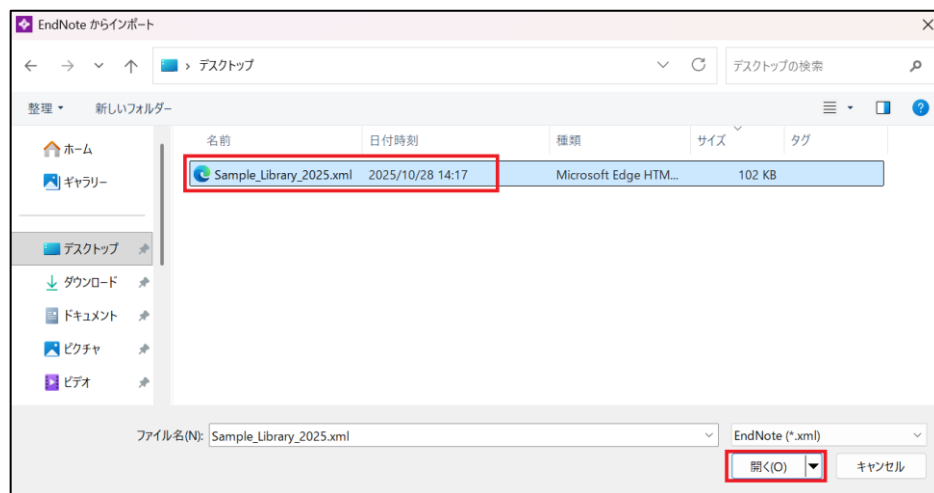 EndNote からインポート
デスクトップ
デスクトップの検索
整理 新しいフォルダー
名前 日付時刻 種類 サイズ タグ
ホーム
ギャラリー
Sample_Library_2025.xml 2025/10/28 14:17 Microsoft Edge HTM... 102 KB
デスクトップ
ダウンロード
ドキュメント
ピクチャ
ビデオ
ファイル名(N): Sample_Library_2025.xml EndNote (*.xml)
開く(O) キャンセル